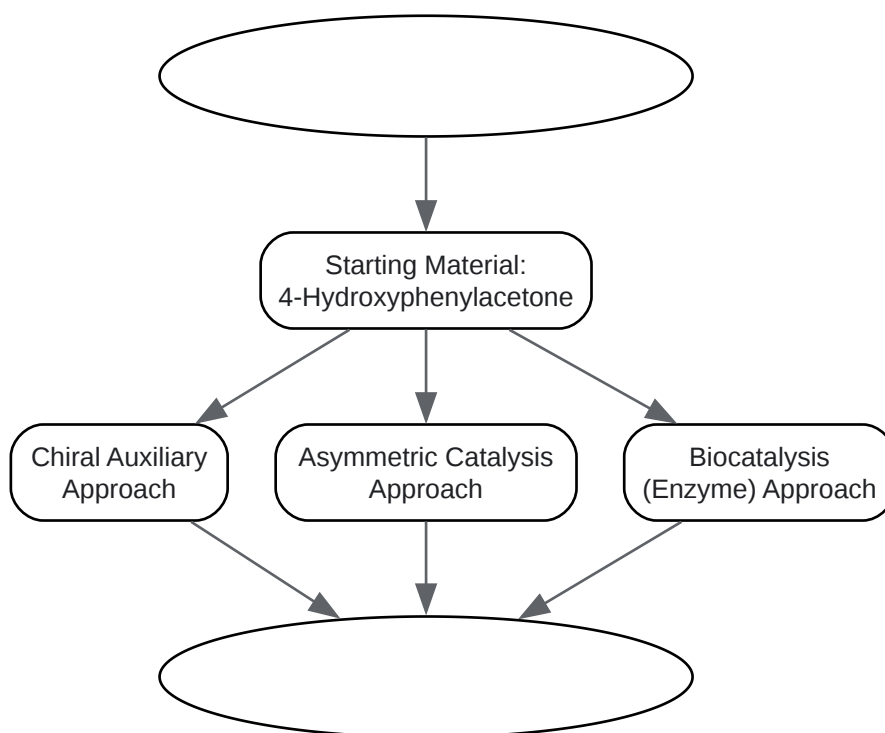 Starting Material:
4-Hydroxyphenylacetone
Chiral Auxiliary
Approach
Asymmetric Catalysis
Approach
Biocatalysis
(Enzyme) Approach